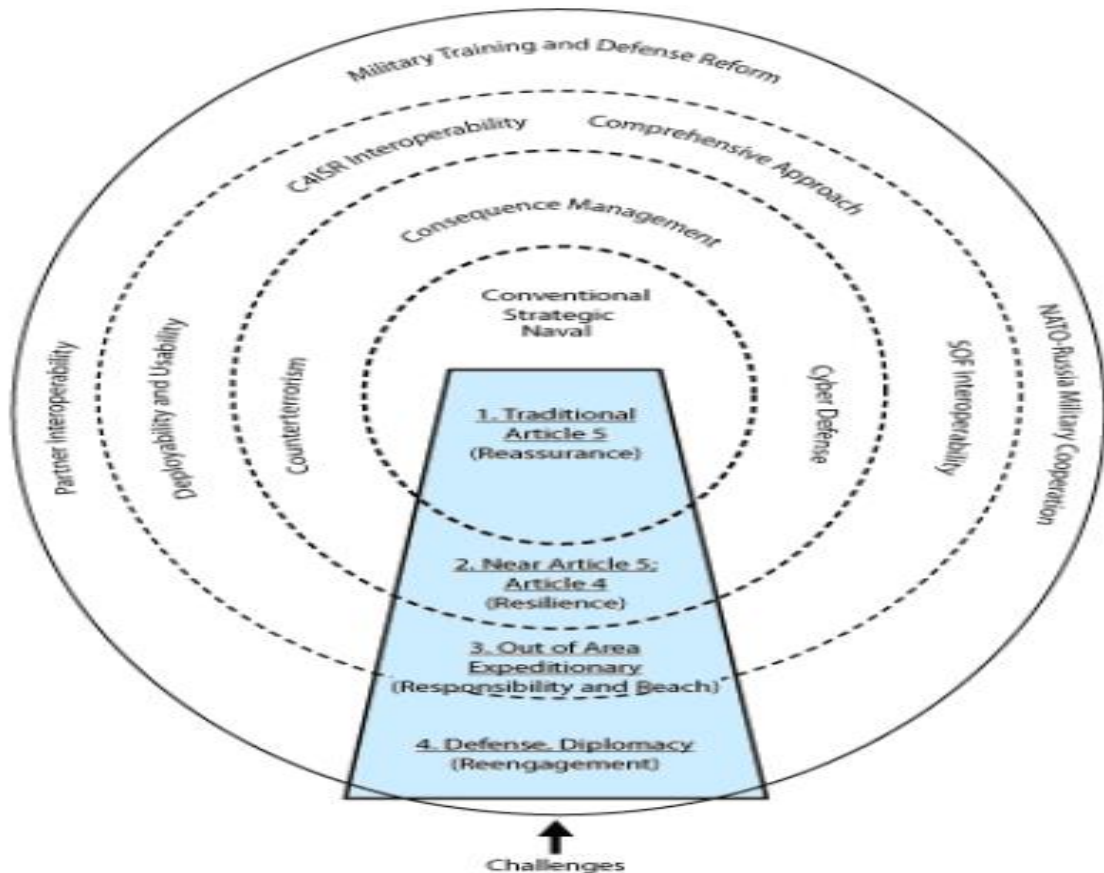 Military Training and Defense Reform
C4ISR Interoperability
Comprehensive Approach
Consequence Management
Conventional
Strategic
Naval
Partner Interoperability
Deployability and Usability
Counterterrorism
Cyber Defense
SOF Interoperability
NATO-Russia Military Cooperation
1. Traditional
Article 5
(Reassurance)
2. Near Article 5;
Article 4
(Resilience)
3. Out of Area
Expeditionary
(Responsibility and Reach)
4. Defense. Diplomacy
(Reengagement)
Challenges